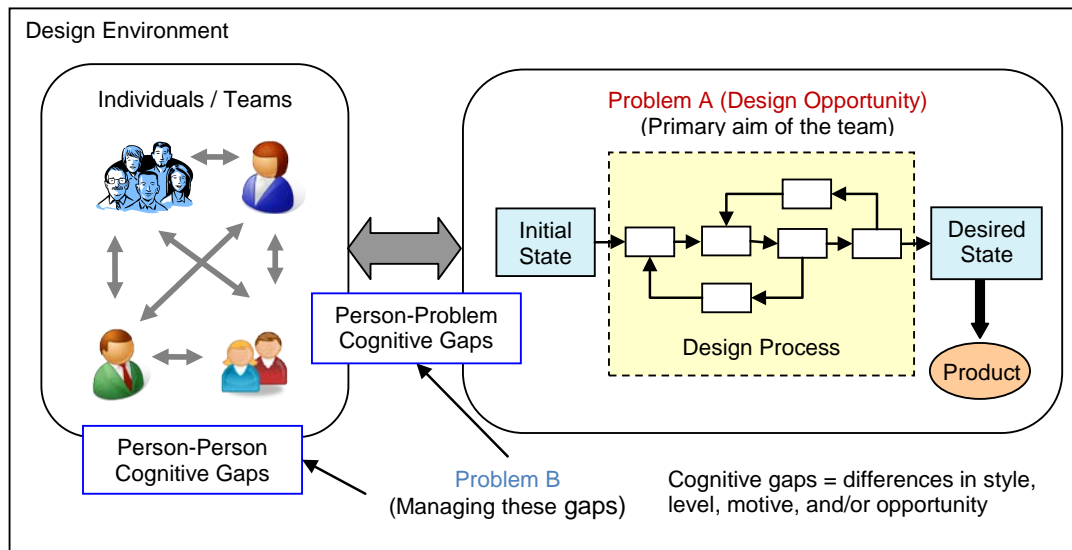 Design Environment
Individuals / Teams
Problem A (Design Opportunity)
(Primary aim of the team)
Initial
State
Desired
State
Person-Problem
Cognitive Gaps
Design Process
Product
Person-Person
Cognitive Gaps
Problem B
(Managing these gaps)
Cognitive gaps = differences in style,
level, motive, and/or opportunity